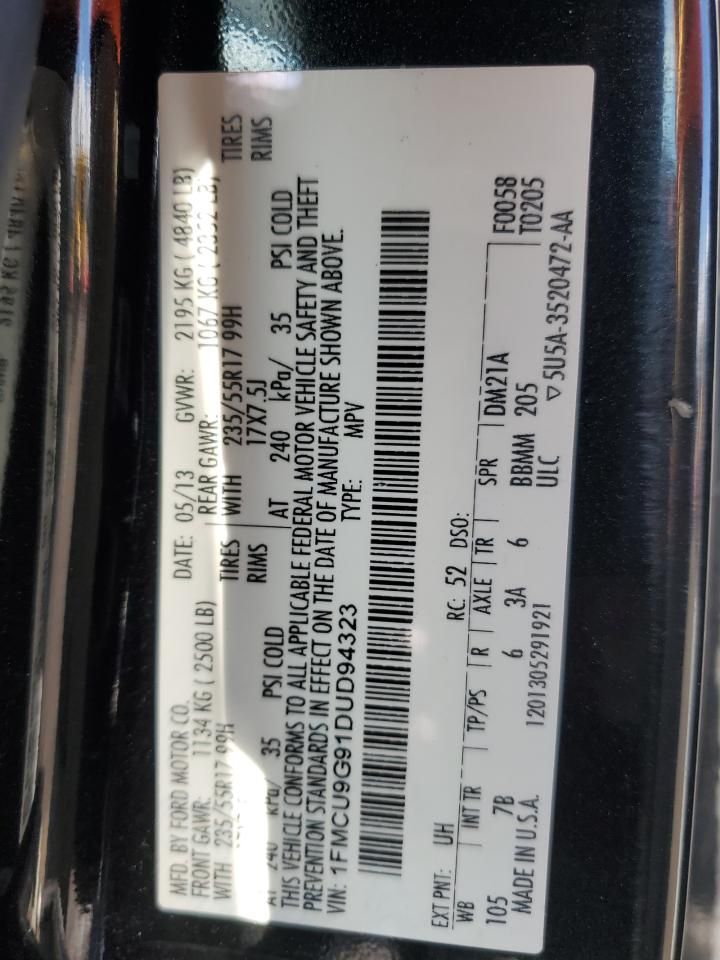 MFD. BY FORD MOTOR CO.
DATE: 05/13 GVWR: 2195 KG ( 4840 LB)
FRONT GAWR: 1134 KG ( 2500 LB)
REAR GAWR: 1067 KG ( 2352 LB)
WITH 235/55R17 99H TIRES
WITH 235/55R17 99H TIRES
RIMS
17X7.5J RIMS
AT 240 kPa/ 35 PSI COLD
AT 240 kPa/ 35 PSI COLD
THIS VEHICLE CONFORMS TO ALL APPLICABLE FEDERAL MOTOR VEHICLE SAFETY AND THEFT
PREVENTION STANDARDS IN EFFECT ON THE DATE OF MANUFACTURE SHOWN ABOVE.
VIN: 1FMCU9G91DUD94323 TYPE: MPV
EXT PNT: UH RC: 52 DSO: F0058
WB INT TR TP/PS R AXLE TR SPR DM21A T0205
105 7B 6 3A 6 BBMM 205
MADE IN U.S.A. 1201305291921 ULC ▽ 5U5A-3520472-AA